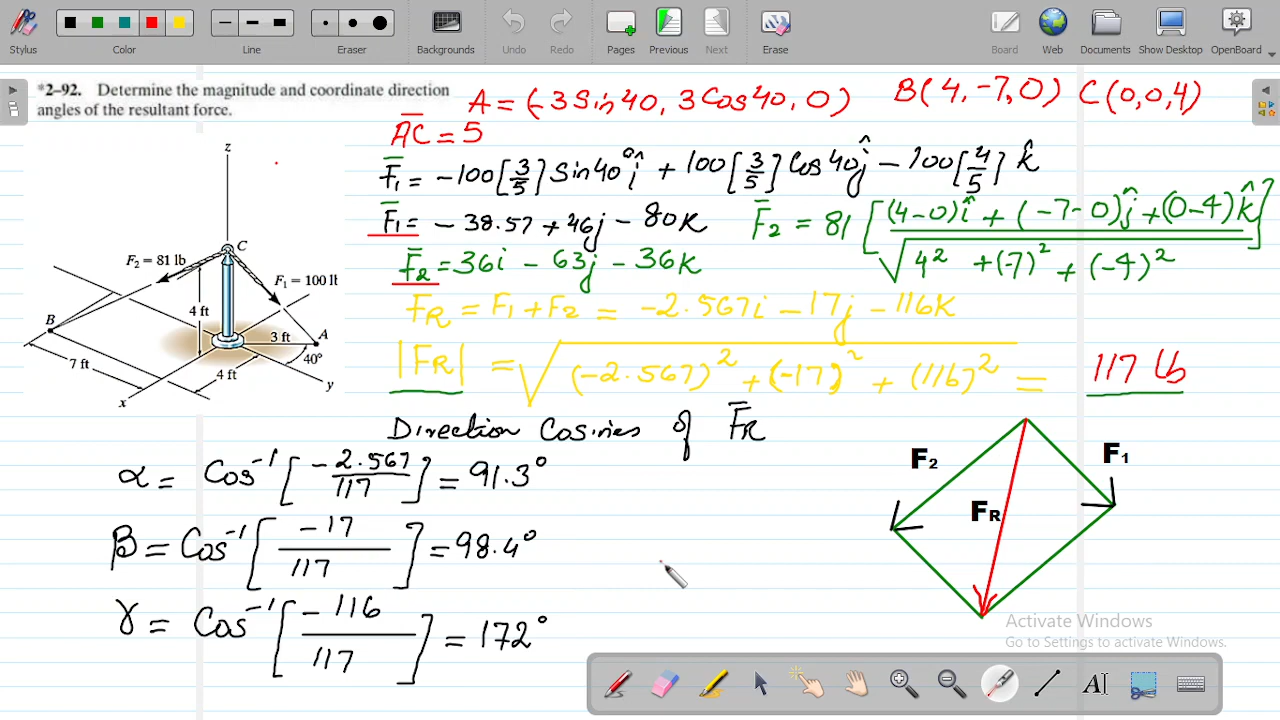 Stylus Color Line Eraser Backgrounds Undo Redo Pages Previous Next Erase Board Web Documents Show Desktop OpenBoard
*2–92. Determine the magnitude and coordinate direction
angles of the resultant force.
A = (-3Sin40, 3Cos40, 0) B(4, -7, 0) C(0,0,4)
AC = 5
F1 = -100[3/5] Sin40° i + 100[3/5] Cos40 j - 100[4/5] k
F1 = - 38.57 + 46j - 80k
F2 = 81 [(4-0)i + (-7-0)j + (0-4)k / √4² + (-7)² + (-4)²]
F2 = 36i - 63j - 36k
FR = F1 + F2 = -2.567i - 17j - 116k
|FR| = √(-2.567)² + (-17)² + (116)² = 117 lb
Direction Cosines of FR
α = Cos⁻¹ [-2.567/117] = 91.3°
β = Cos⁻¹ [-17/117] = 98.4°
γ = Cos⁻¹ [-116/117] = 172°
z
C
F2 = 81 lb
F1 = 100 lb
4 ft
B
3 ft
A
40°
7 ft
4 ft
y
x
F2
F1
FR
Activate Windows
Go to Settings to activate Windows.